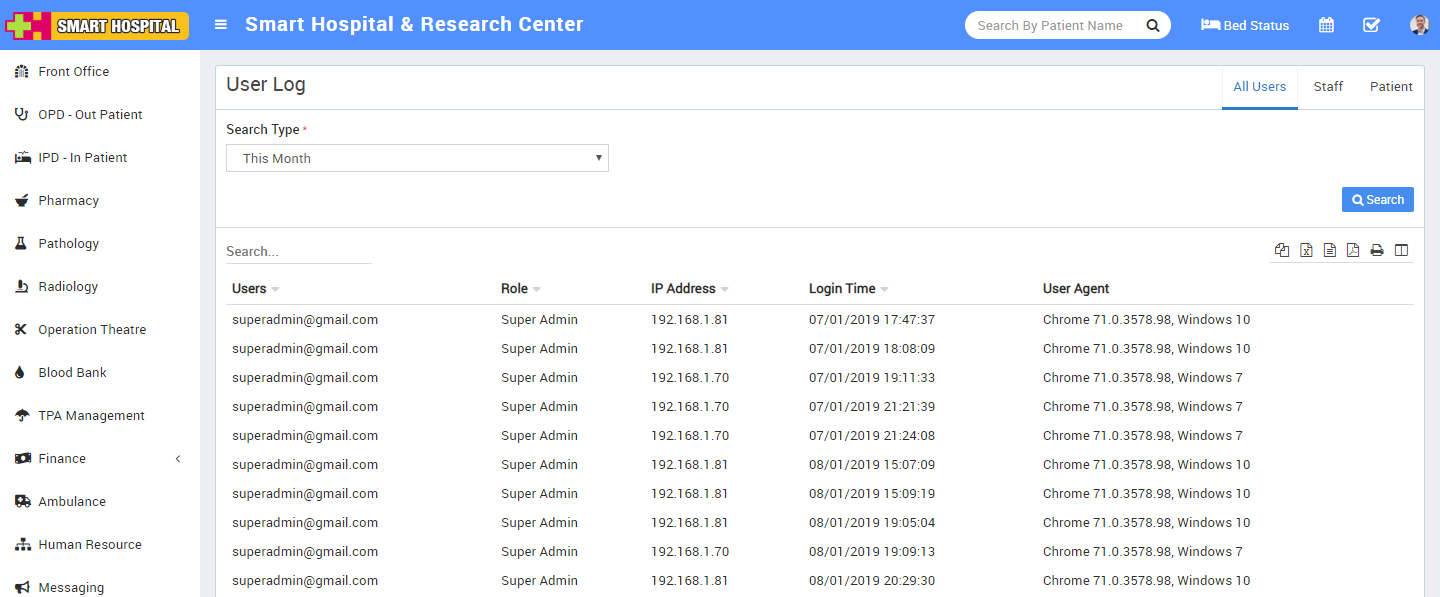 SMART HOSPITAL
Smart Hospital & Research Center
Search By Patient Name
Bed Status
Front Office
OPD - Out Patient
IPD - In Patient
Pharmacy
Pathology
Radiology
Operation Theatre
Blood Bank
TPA Management
Finance
Ambulance
Human Resource
Messaging
User Log
All Users Staff Patient
Search Type *
This Month
Search
Search...
Users Role IP Address Login Time User Agent
superadmin@gmail.com Super Admin 192.168.1.81 07/01/2019 17:47:37 Chrome 71.0.3578.98, Windows 10
superadmin@gmail.com Super Admin 192.168.1.81 07/01/2019 18:08:09 Chrome 71.0.3578.98, Windows 10
superadmin@gmail.com Super Admin 192.168.1.70 07/01/2019 19:11:33 Chrome 71.0.3578.98, Windows 7
superadmin@gmail.com Super Admin 192.168.1.70 07/01/2019 21:21:39 Chrome 71.0.3578.98, Windows 7
superadmin@gmail.com Super Admin 192.168.1.70 07/01/2019 21:24:08 Chrome 71.0.3578.98, Windows 7
superadmin@gmail.com Super Admin 192.168.1.81 08/01/2019 15:07:09 Chrome 71.0.3578.98, Windows 10
superadmin@gmail.com Super Admin 192.168.1.81 08/01/2019 15:09:19 Chrome 71.0.3578.98, Windows 10
superadmin@gmail.com Super Admin 192.168.1.81 08/01/2019 19:05:04 Chrome 71.0.3578.98, Windows 10
superadmin@gmail.com Super Admin 192.168.1.70 08/01/2019 19:09:13 Chrome 71.0.3578.98, Windows 7
superadmin@gmail.com Super Admin 192.168.1.81 08/01/2019 20:29:30 Chrome 71.0.3578.98, Windows 10